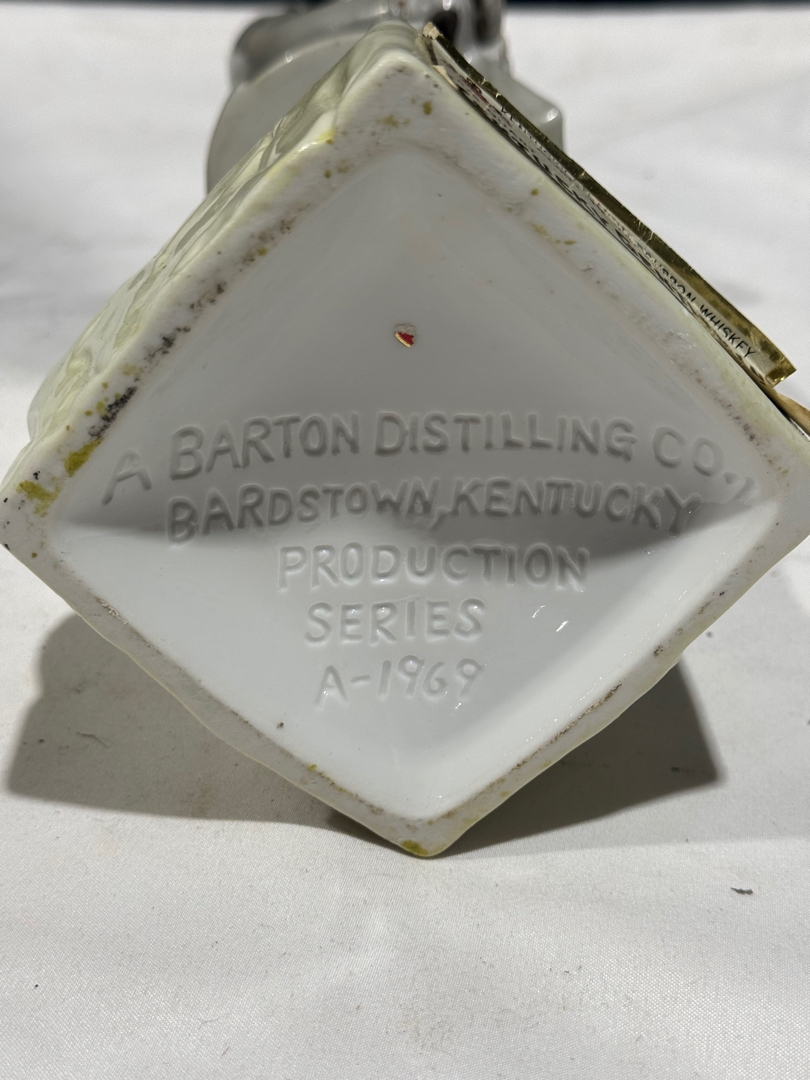 A BARTON DISTILLING CO.,
BARDSTOWN, KENTUCKY
PRODUCTION
SERIES
A-1969
BOURBON WHISKEY